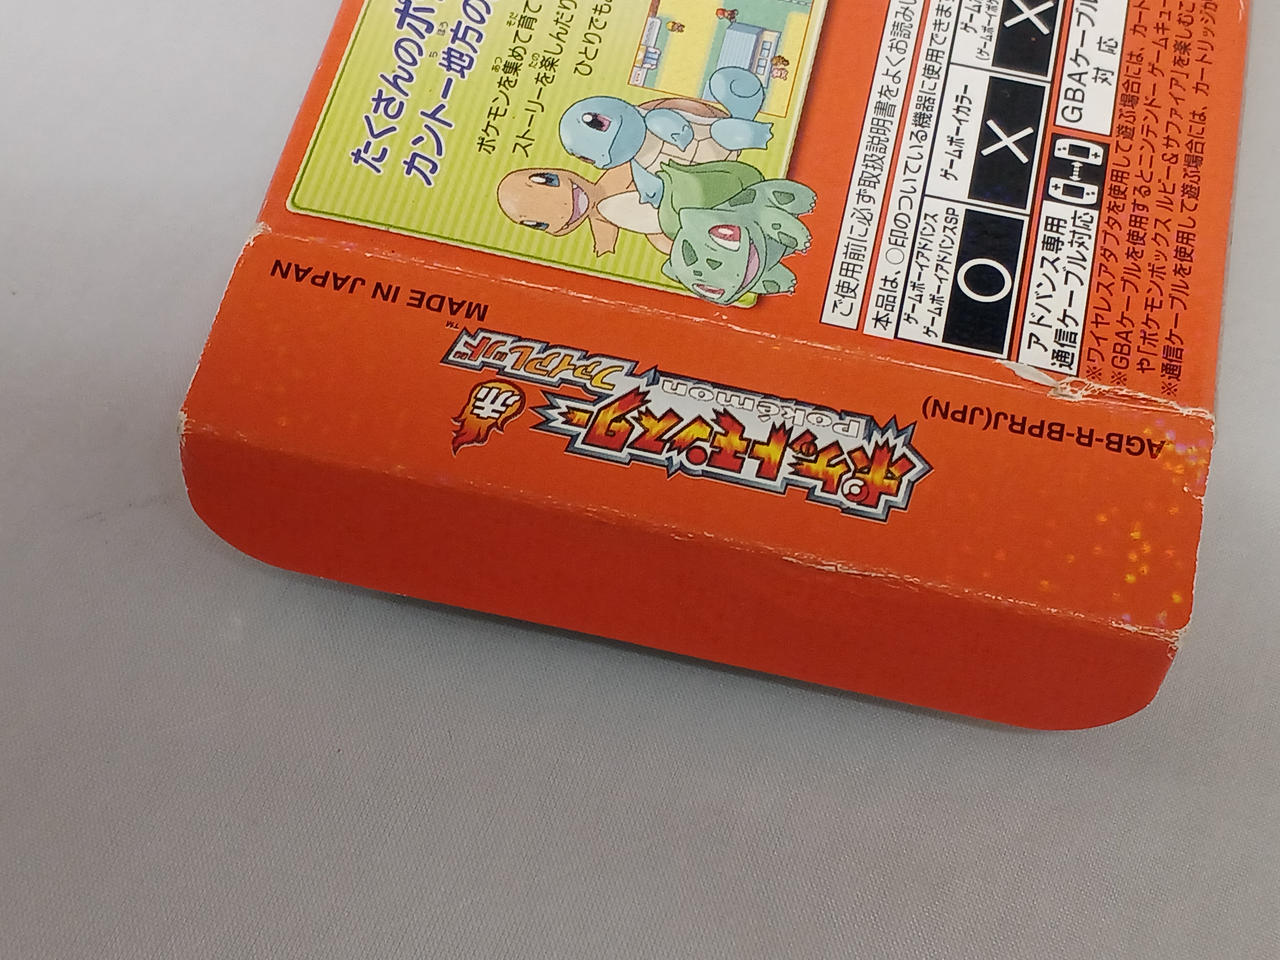 たくさんのポ
カントー地方の
ポケモンを集めて育て
ストーリーを楽しんだり
ひとりでも
ご使用前に必ず取扱説明書をよくお読み
本品は、○印のついている機器に使用できます
ゲームボーイアドバンス
ゲームボーイアドバンスSP
○
ゲームボーイカラー
×
×
アドバンス専用
通信ケーブル対応
GBAケーブル
対応
※ワイヤレスアダプタを使用して遊ぶ場合には、カート
※GBAケーブルを使用するとニンテンドーゲームキュー
や「ポケモンボックス ルビー&サファイア」を楽しむこ
※通信ケーブルを使用して遊ぶ場合には、カートリッジが
MADE IN JAPAN
ポケットモンスター
Pokémon
ファイアレッド™
赤
AGB-R-BPRJ(JPN)